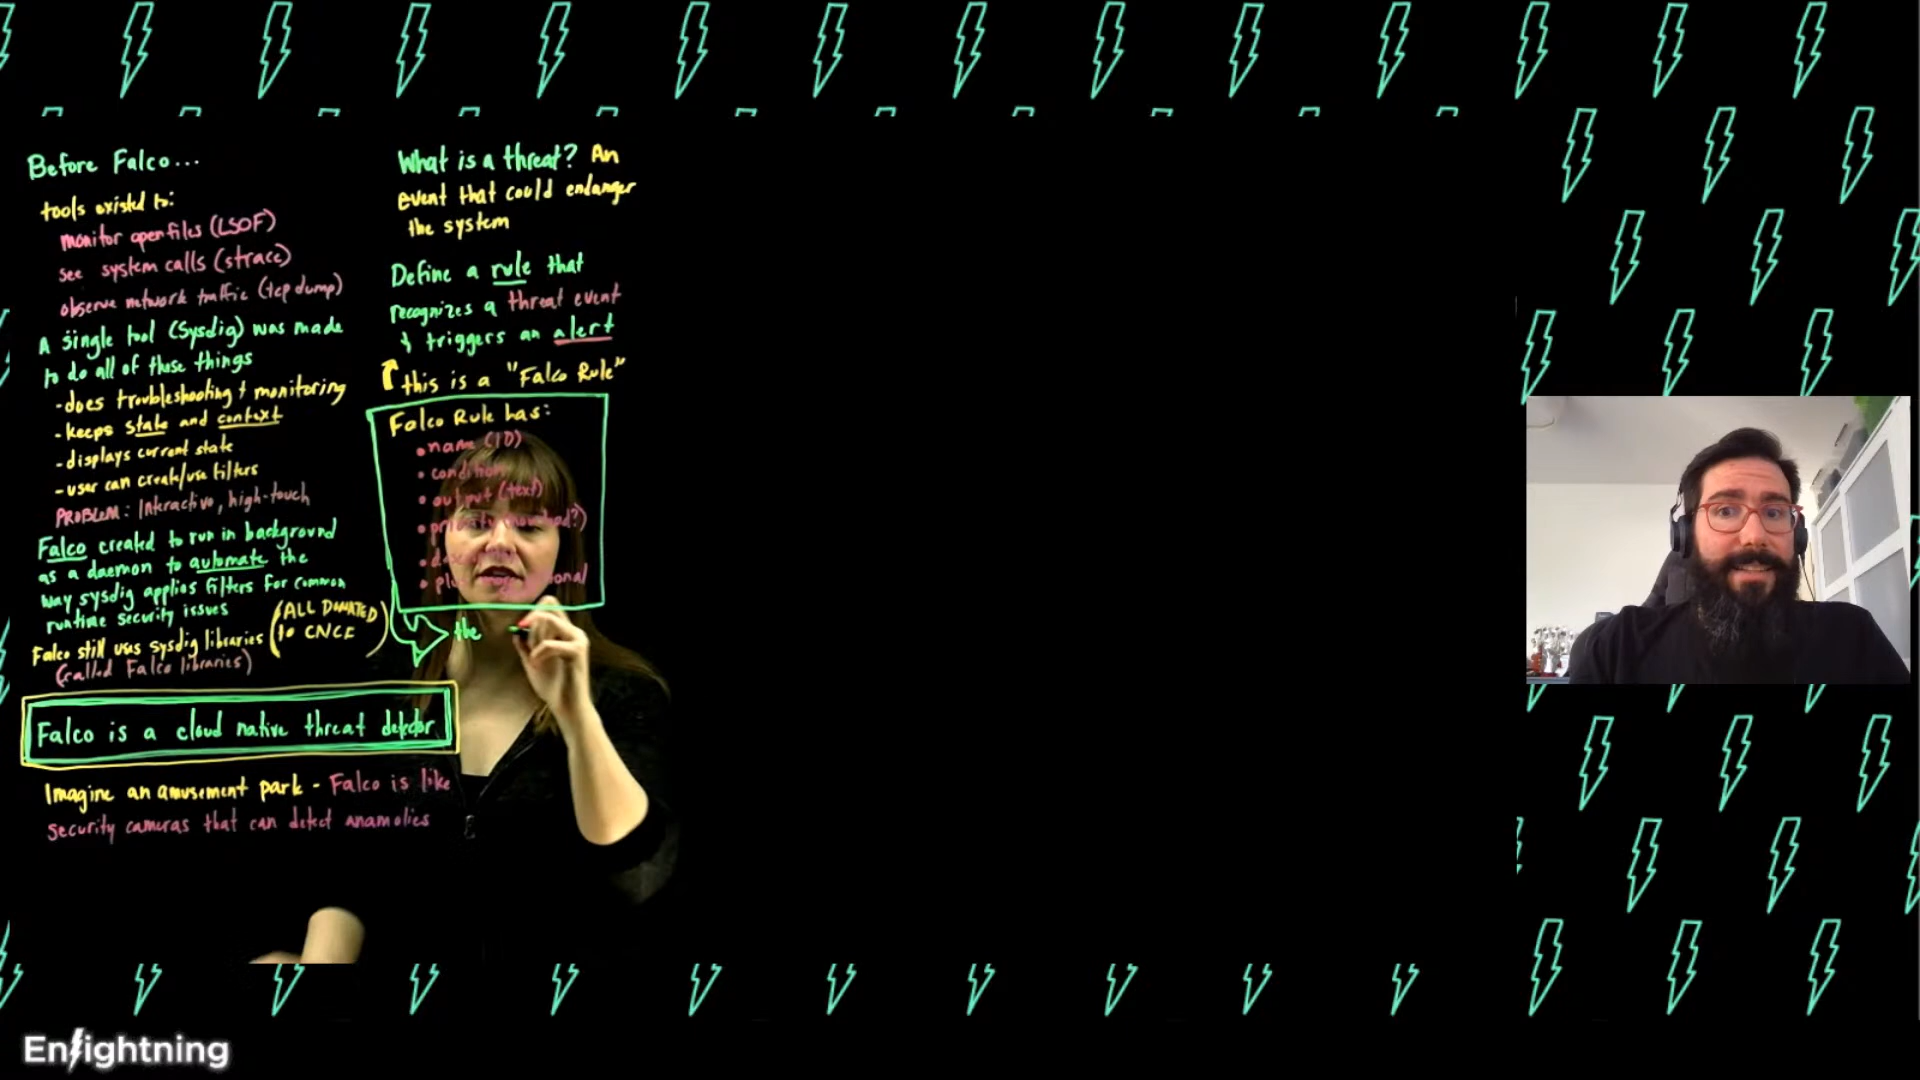 Before Falco...
tools existed to:
monitor open files (LSOF)
see system calls (strace)
observe network traffic (tcp dump)
A single tool (Sysdig) was made
to do all of these things
-does troubleshooting + monitoring
-keeps state and context
-displays current state
-user can create/use filters
PROBLEM: Interactive, high-touch
Falco created to run in background
as a daemon to automate the
way sysdig applies filters for common
runtime security issues
(ALL DONATED
to CNCF)
Falco still uses sysdig libraries
(called Falco libraries)
Falco is a cloud native threat detector
Imagine an amusement park - Falco is like
security cameras that can detect anamolies
What is a threat? An
event that could endanger
the system
Define a rule that
recognizes a threat event
& triggers an alert
this is a "Falco Rule"
Falco Rule has:
• name (ID)
• condition
• output (text)
bad?)
the
Enlightning